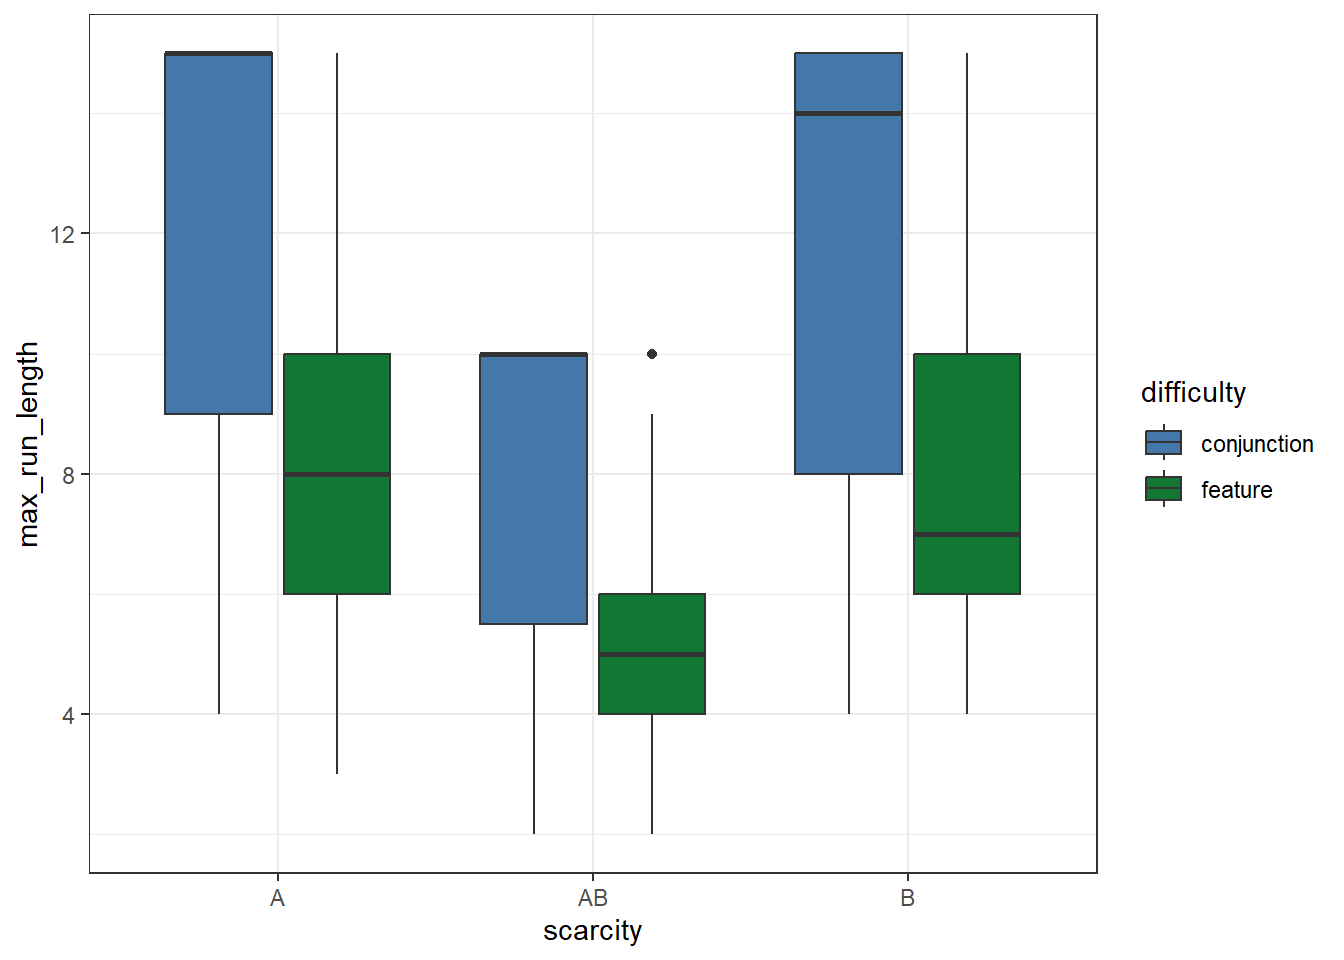 max_run_length
12
8
4
A
AB
B
scarcity
difficulty
conjunction
feature